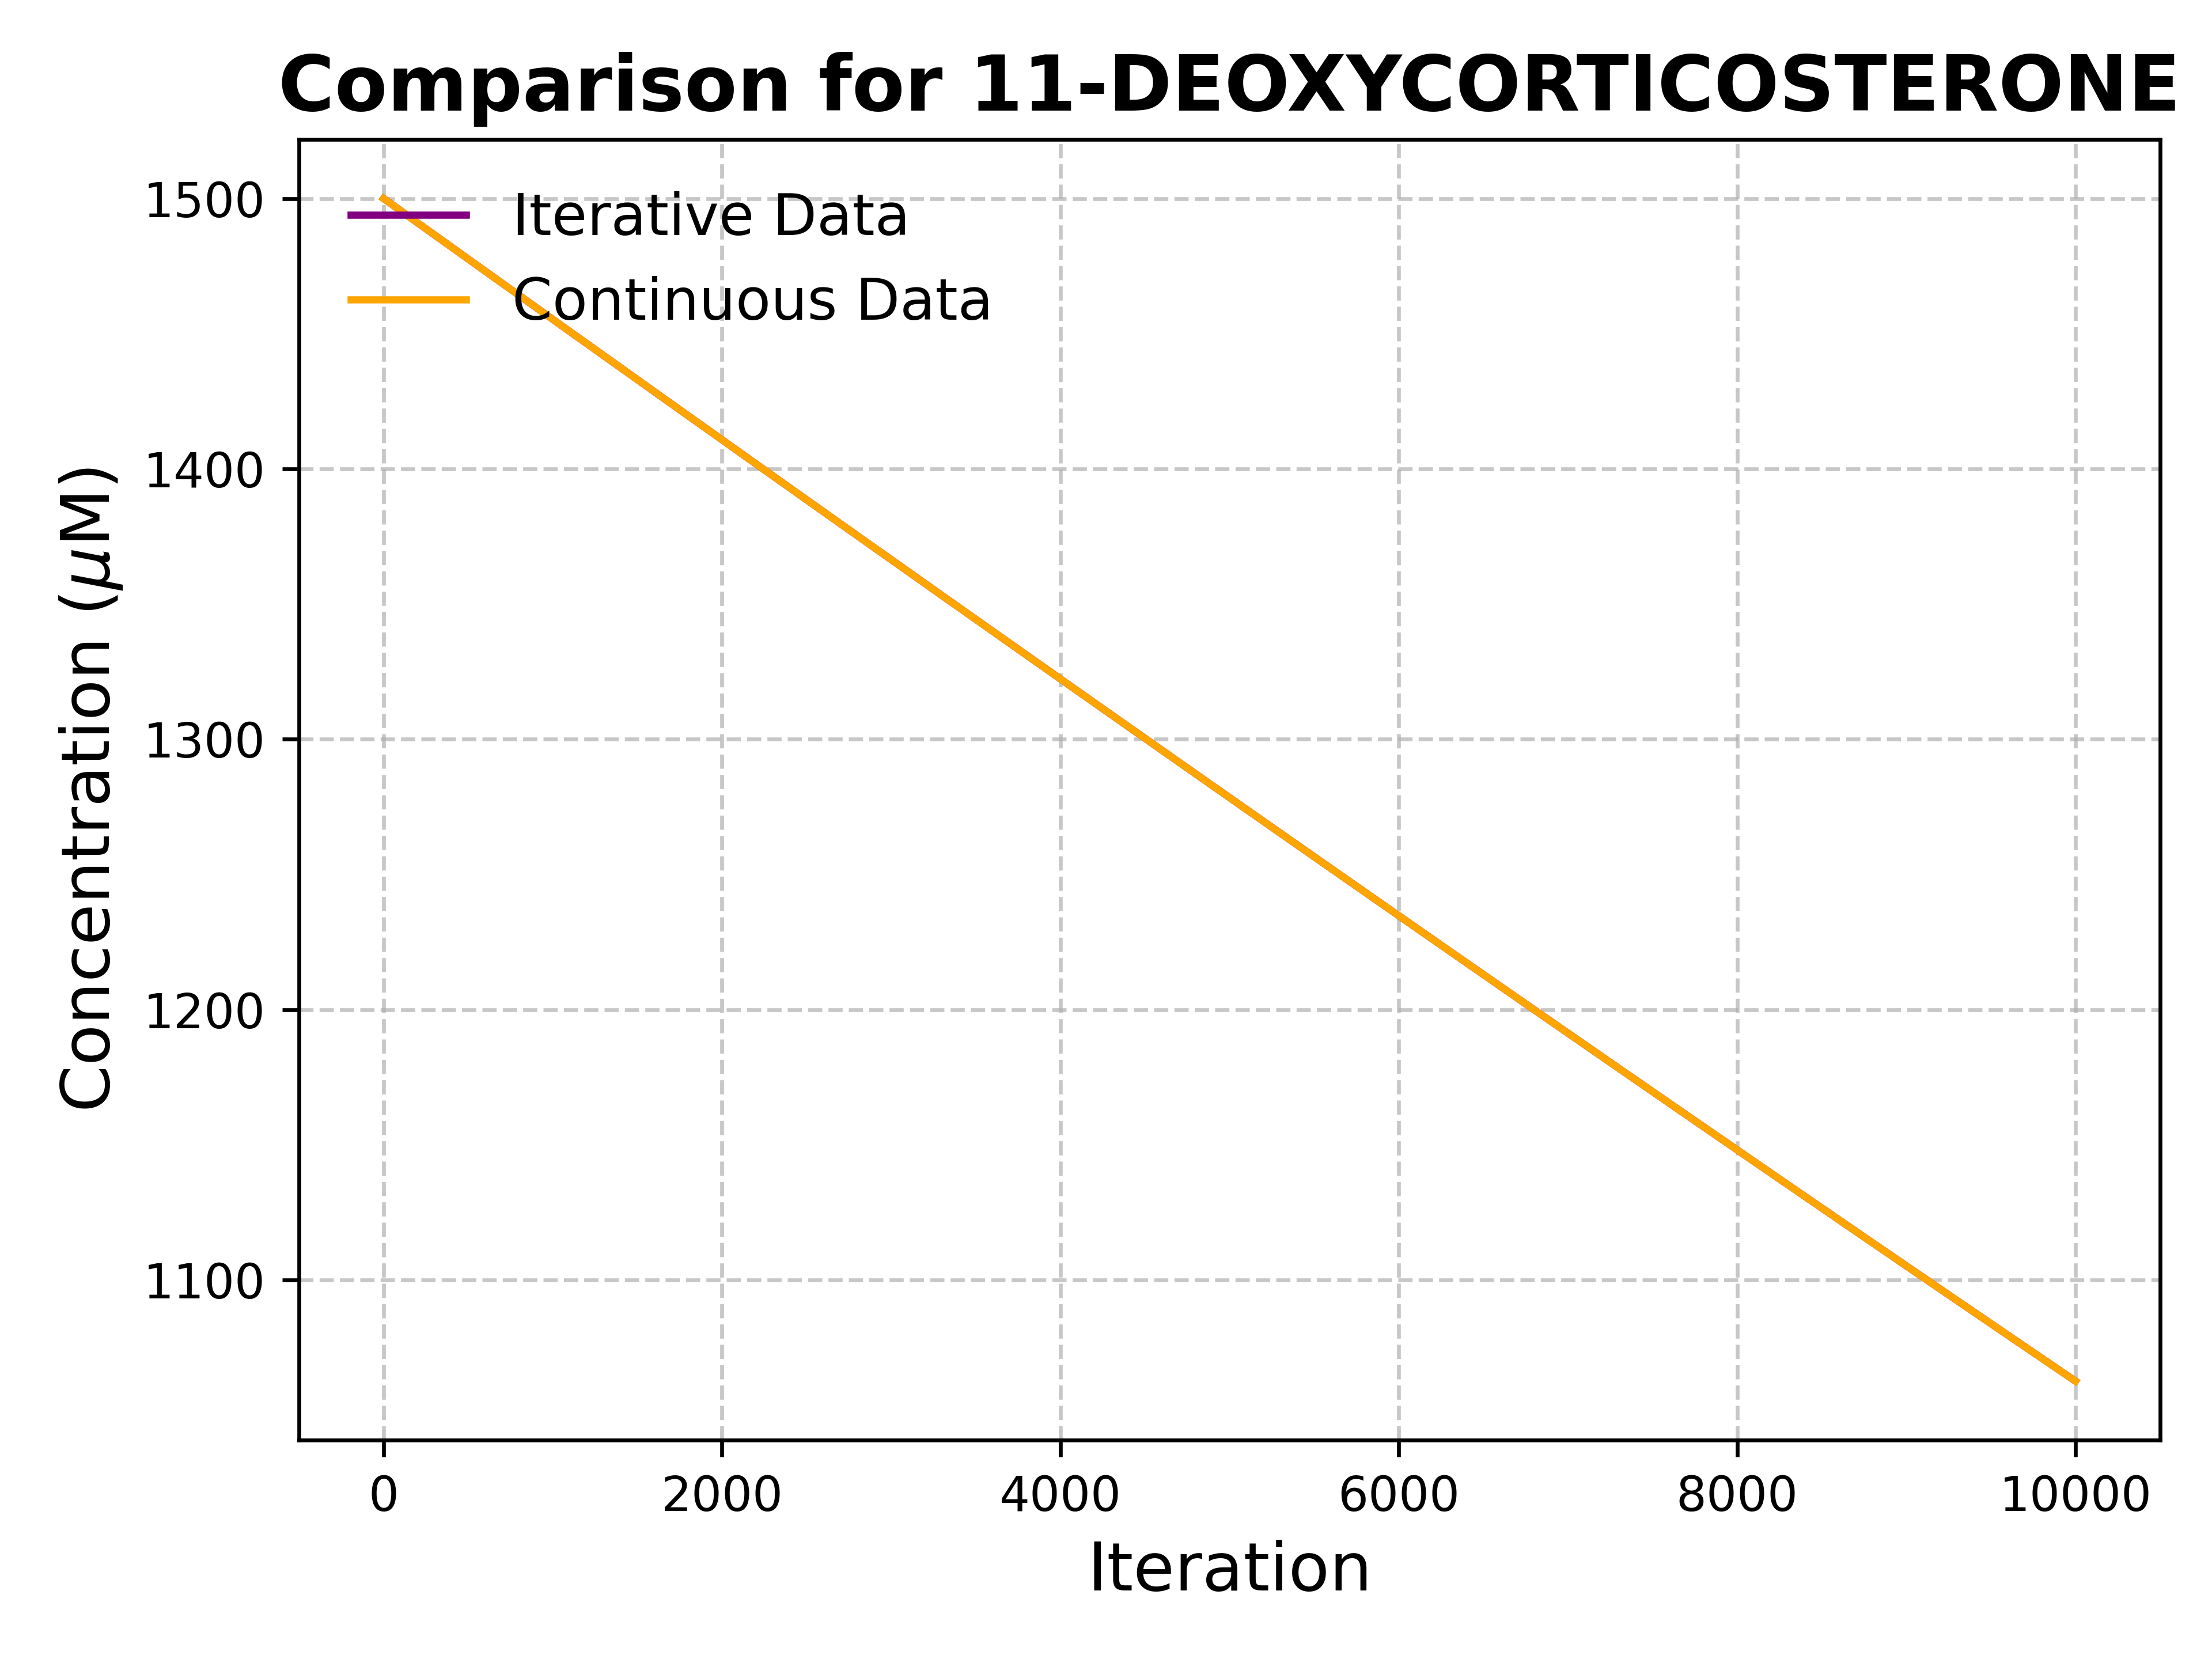 Comparison for 11-DEOXYCORTICOSTERONE
Iterative Data
Continuous Data
Concentration (μM)
1500
1400
1300
1200
1100
0 2000 4000 6000 8000 10000
Iteration